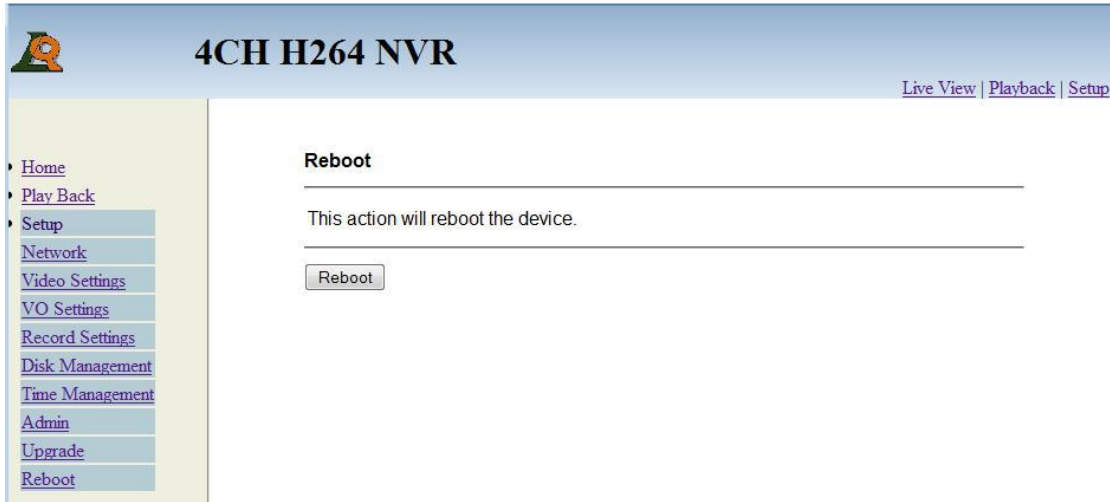 4CH H264 NVR
Live View | Playback | Setup
Home
Play Back
Setup
Network
Video Settings
VO Settings
Record Settings
Disk Management
Time Management
Admin
Upgrade
Reboot
Reboot
This action will reboot the device.
Reboot